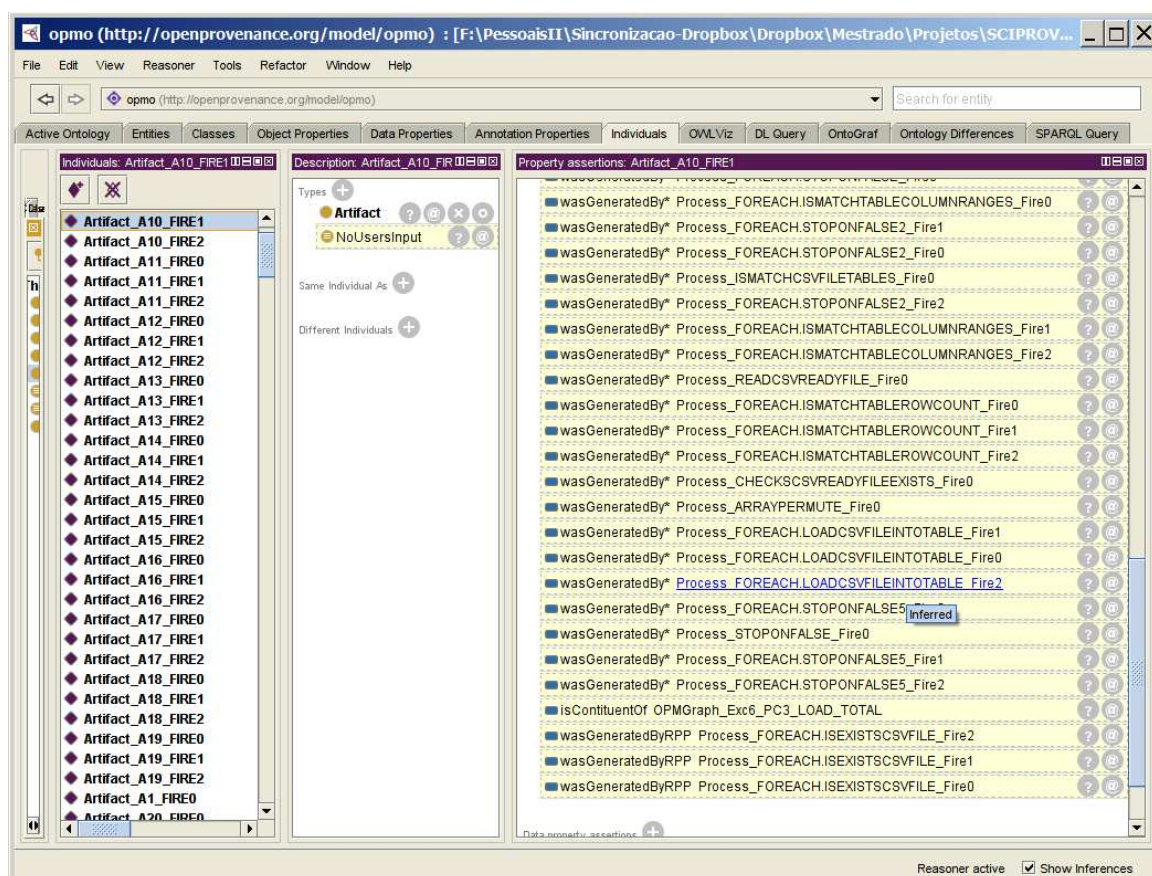 opmo (http://openprovenance.org/model/opmo) : [F:\PessoaisII\Sincronizacao-Dropbox\Dropbox\Mestrado\Projetos\SCIPROV...
File Edit View Reasoner Tools Refactor Window Help
opmo (http://openprovenance.org/model/opmo) Search for entity
Active Ontology Entities Classes Object Properties Data Properties Annotation Properties Individuals OWLViz DL Query OntoGraf Ontology Differences SPARQL Query
Individuals: Artifact_A10_FIRE1
Artifact_A10_FIRE1
Artifact_A10_FIRE2
Artifact_A11_FIRE0
Artifact_A11_FIRE1
Artifact_A11_FIRE2
Artifact_A12_FIRE0
Artifact_A12_FIRE1
Artifact_A12_FIRE2
Artifact_A13_FIRE0
Artifact_A13_FIRE1
Artifact_A13_FIRE2
Artifact_A14_FIRE0
Artifact_A14_FIRE1
Artifact_A14_FIRE2
Artifact_A15_FIRE0
Artifact_A15_FIRE1
Artifact_A15_FIRE2
Artifact_A16_FIRE0
Artifact_A16_FIRE1
Artifact_A16_FIRE2
Artifact_A17_FIRE0
Artifact_A17_FIRE1
Artifact_A17_FIRE2
Artifact_A18_FIRE0
Artifact_A18_FIRE1
Artifact_A18_FIRE2
Artifact_A19_FIRE0
Artifact_A19_FIRE1
Artifact_A19_FIRE2
Artifact_A1_FIRE0
Artifact_A20_FIRE0
Description: Artifact_A10_FIR
Types
Artifact
NoUsersInput
Same Individual As
Different Individuals
Property assertions: Artifact_A10_FIRE1
wasGeneratedBy* Process_FOREACH.ISMATCHTABLECOLUMNRANGES_Fire0
wasGeneratedBy* Process_FOREACH.STOPONFALSE2_Fire1
wasGeneratedBy* Process_FOREACH.STOPONFALSE2_Fire0
wasGeneratedBy* Process_ISMATCHCSVFILETABLES_Fire0
wasGeneratedBy* Process_FOREACH.STOPONFALSE2_Fire2
wasGeneratedBy* Process_FOREACH.ISMATCHTABLECOLUMNRANGES_Fire1
wasGeneratedBy* Process_FOREACH.ISMATCHTABLECOLUMNRANGES_Fire2
wasGeneratedBy* Process_READCSVREADYFILE_Fire0
wasGeneratedBy* Process_FOREACH.ISMATCHTABLEROWCOUNT_Fire0
wasGeneratedBy* Process_FOREACH.ISMATCHTABLEROWCOUNT_Fire1
wasGeneratedBy* Process_FOREACH.ISMATCHTABLEROWCOUNT_Fire2
wasGeneratedBy* Process_CHECKSCSVREADYFILEEXISTS_Fire0
wasGeneratedBy* Process_ARRAYPERMUTE_Fire0
wasGeneratedBy* Process_FOREACH.LOADCSVFILEINTOTABLE_Fire1
wasGeneratedBy* Process_FOREACH.LOADCSVFILEINTOTABLE_Fire0
wasGeneratedBy* Process_FOREACH.LOADCSVFILEINTOTABLE_Fire2
wasGeneratedBy* Process_FOREACH.STOPONFALSE5
Inferred
wasGeneratedBy* Process_STOPONFALSE_Fire0
wasGeneratedBy* Process_FOREACH.STOPONFALSE5_Fire1
wasGeneratedBy* Process_FOREACH.STOPONFALSE5_Fire2
isContituentOf OPMGraph_Exc6_PC3_LOAD_TOTAL
wasGeneratedByRPP Process_FOREACH.ISEXISTSCSVFILE_Fire2
wasGeneratedByRPP Process_FOREACH.ISEXISTSCSVFILE_Fire1
wasGeneratedByRPP Process_FOREACH.ISEXISTSCSVFILE_Fire0
Data property assertions
Reasoner active Show Inferences